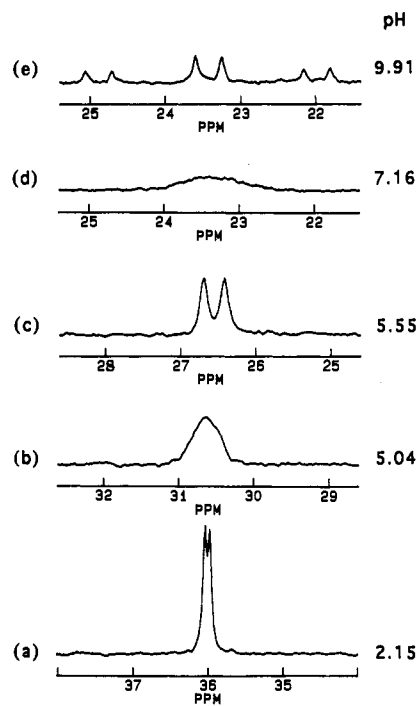 pH
(e) 9.91
25 24 23 22
PPM
(d) 7.16
25 24 23 22
PPM
(c) 5.55
28 27 26 25
PPM
(b) 5.04
32 31 30 29
PPM
(a) 2.15
37 36 35
PPM